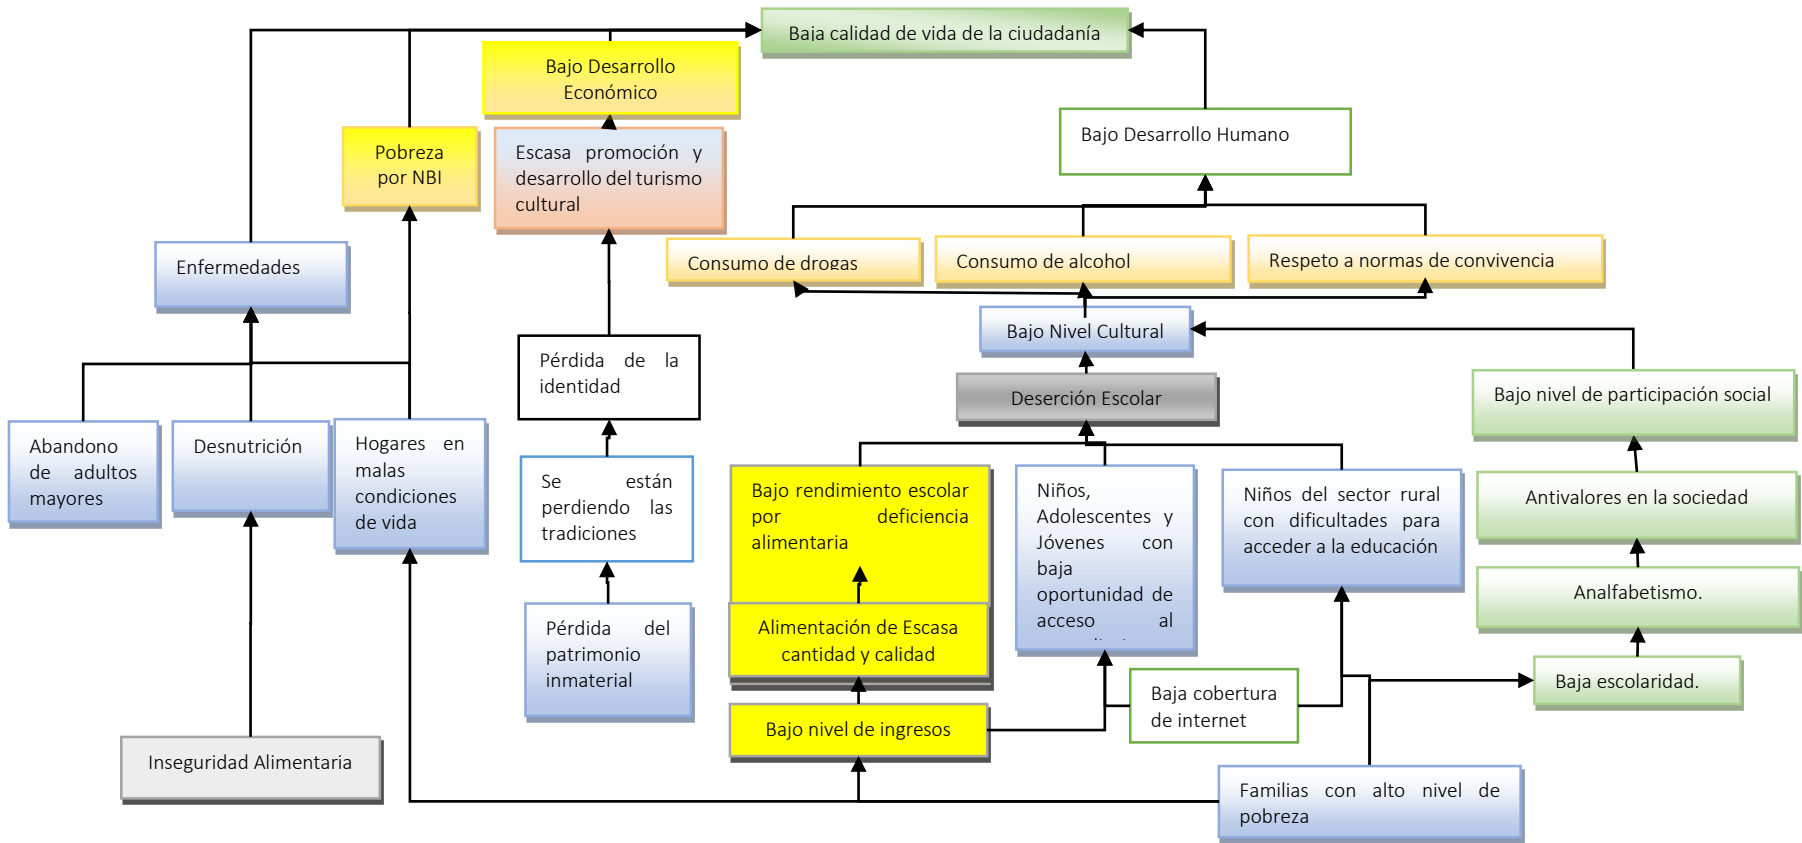 Baja calidad de vida de la ciudadanía
Bajo Desarrollo
Económico
Bajo Desarrollo Humano
Pobreza
por NBI
Escasa promoción y
desarrollo del turismo
cultural
Enfermedades
Consumo de drogas
Consumo de alcohol
Respeto a normas de convivencia
Bajo Nivel Cultural
Pérdida de la
identidad
Deserción Escolar
Bajo nivel de participación social
Abandono
de adultos
mayores
Desnutrición
Hogares en
malas
condiciones
de vida
Se están
perdiendo las
tradiciones
Bajo rendimiento escolar
por deficiencia
alimentaria
Niños,
Adolescentes y
Jóvenes con
baja
oportunidad de
acceso al
Niños del sector rural
con dificultades para
acceder a la educación
Antivalores en la sociedad
Analfabetismo.
Pérdida del
patrimonio
inmaterial
Alimentación de Escasa
cantidad y calidad
Baja escolaridad.
Baja cobertura
de internet
Bajo nivel de ingresos
Inseguridad Alimentaria
Familias con alto nivel de
pobreza